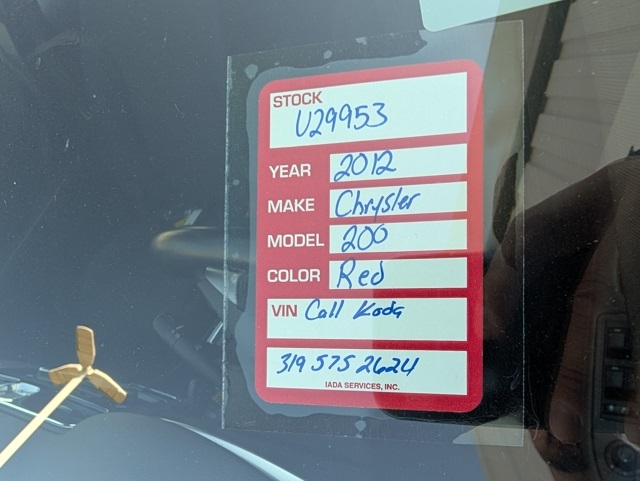 STOCK
U29953
YEAR 2012
MAKE Chrysler
MODEL 200
COLOR Red
VIN Call Koda
319 575 2624
IADA SERVICES, INC.